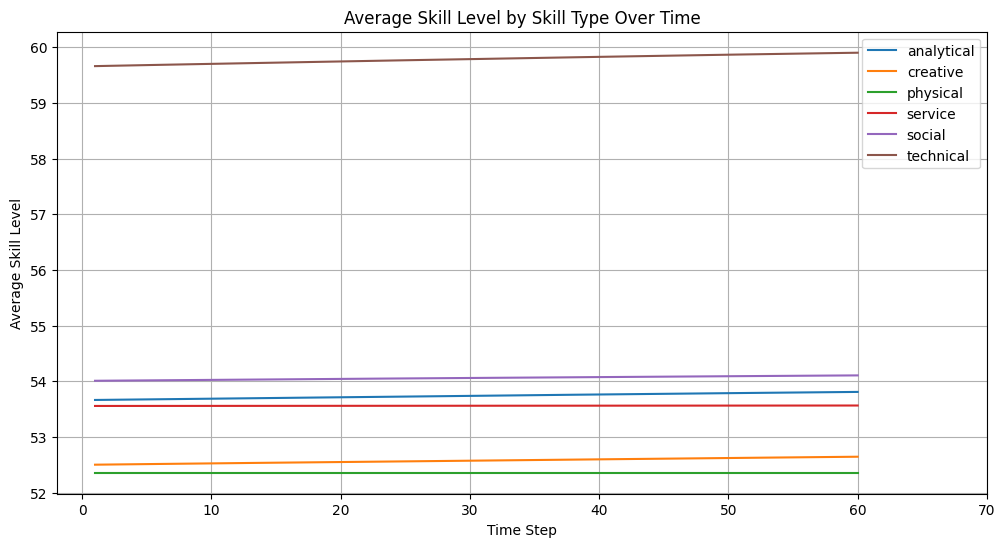 Average Skill Level by Skill Type Over Time
Average Skill Level
60
59
58
57
56
55
54
53
52
0 10 20 30 40 50 60 70
Time Step
analytical
creative
physical
service
social
technical